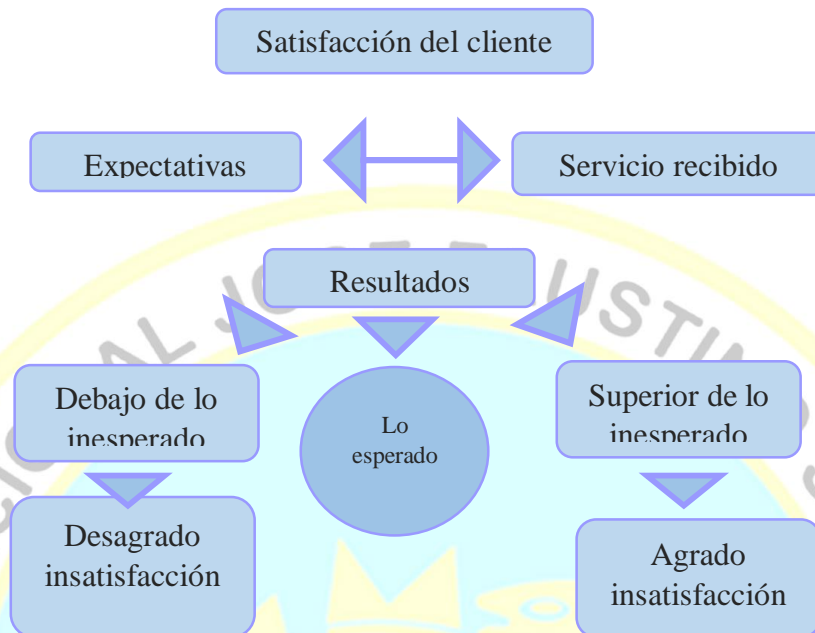 Satisfacción del cliente
Expectativas
Servicio recibido
Resultados
Debajo de lo
inesperado
Lo
esperado
Superior de lo
inesperado
Desagrado
insatisfacción
Agrado
insatisfacción